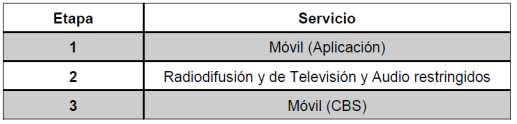 Etapa Servicio
1 Móvil (Aplicación)
2 Radiodifusión y de Televisión y Audio restringidos
3 Móvil (CBS)